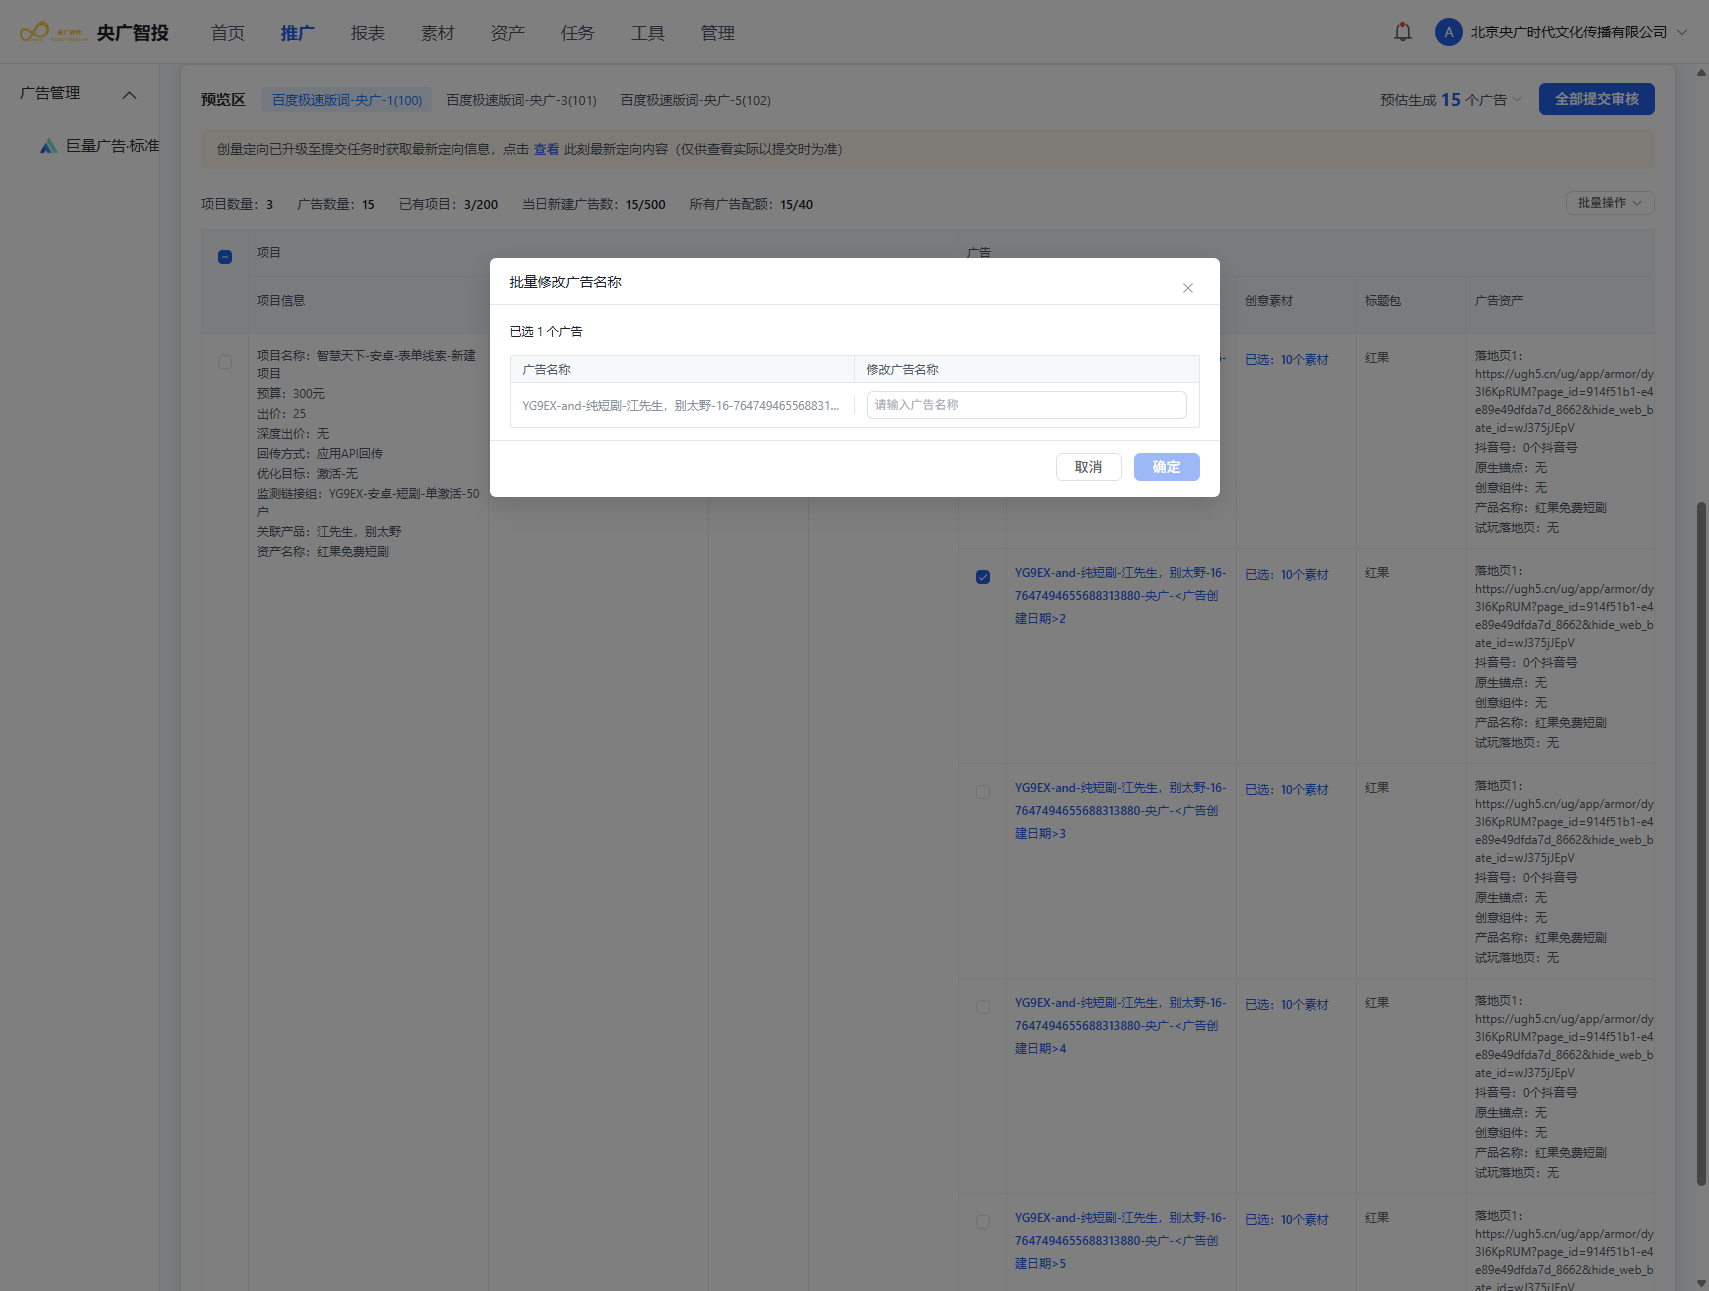 央广智投
首页
推广
报表
素材
资产
任务
工具
管理
A
北京央广时代文化传播有限公司
广告管理
巨量广告·标准
预览区
百度极速版词-央广-1(100)
百度极速版词-央广-3(101)
百度极速版词-央广-5(102)
预估生成 15 个广告
全部提交审核
创量定向已升级至提交任务时获取最新定向信息，点击 查看 此刻最新定向内容（仅供查看实际以提交时为准）
项目数量：3
广告数量：15
已有项目：3/200
当日新建广告数：15/500
所有广告配额：15/40
批量操作
项目
广告
项目信息
创意素材
标题包
广告资产
批量修改广告名称
已选 1 个广告
广告名称
修改广告名称
YG9EX-and-纯短剧-江先生，别太野-16-764749465568831...
请输入广告名称
取消
确定
项目名称：智慧天下-安卓-表单线索-新建
项目
预算：300元
出价：25
深度出价：无
回传方式：应用API回传
优化目标：激活-无
监测链接组：YG9EX-安卓-短剧-单激活-50
户
关联产品：江先生，别太野
资产名称：红果免费短剧
已选：10个素材
红果
落地页1：
https://ugh5.cn/ug/app/armor/dy
3I6KpRUM?page_id=914f51b1-e4
e89e49dfda7d_8662&hide_web_b
ate_id=wJ375jJEpV
抖音号：0个抖音号
原生锚点：无
创意组件：无
产品名称：红果免费短剧
试玩落地页：无
YG9EX-and-纯短剧-江先生，别太野-16-
7647494655688313880-央广-<广告创
建日期>2
已选：10个素材
红果
落地页1：
https://ugh5.cn/ug/app/armor/dy
3I6KpRUM?page_id=914f51b1-e4
e89e49dfda7d_8662&hide_web_b
ate_id=wJ375jJEpV
抖音号：0个抖音号
原生锚点：无
创意组件：无
产品名称：红果免费短剧
试玩落地页：无
YG9EX-and-纯短剧-江先生，别太野-16-
7647494655688313880-央广-<广告创
建日期>3
已选：10个素材
红果
落地页1：
https://ugh5.cn/ug/app/armor/dy
3I6KpRUM?page_id=914f51b1-e4
e89e49dfda7d_8662&hide_web_b
ate_id=wJ375jJEpV
抖音号：0个抖音号
原生锚点：无
创意组件：无
产品名称：红果免费短剧
试玩落地页：无
YG9EX-and-纯短剧-江先生，别太野-16-
7647494655688313880-央广-<广告创
建日期>4
已选：10个素材
红果
落地页1：
https://ugh5.cn/ug/app/armor/dy
3I6KpRUM?page_id=914f51b1-e4
e89e49dfda7d_8662&hide_web_b
ate_id=wJ375jJEpV
抖音号：0个抖音号
原生锚点：无
创意组件：无
产品名称：红果免费短剧
试玩落地页：无
YG9EX-and-纯短剧-江先生，别太野-16-
7647494655688313880-央广-<广告创
建日期>5
已选：10个素材
红果
落地页1：
https://ugh5.cn/ug/app/armor/dy
3I6KpRUM?page_id=914f51b1-e4
e89e49dfda7d_8662&hide_web_b
ate_id=wJ375jJEpV